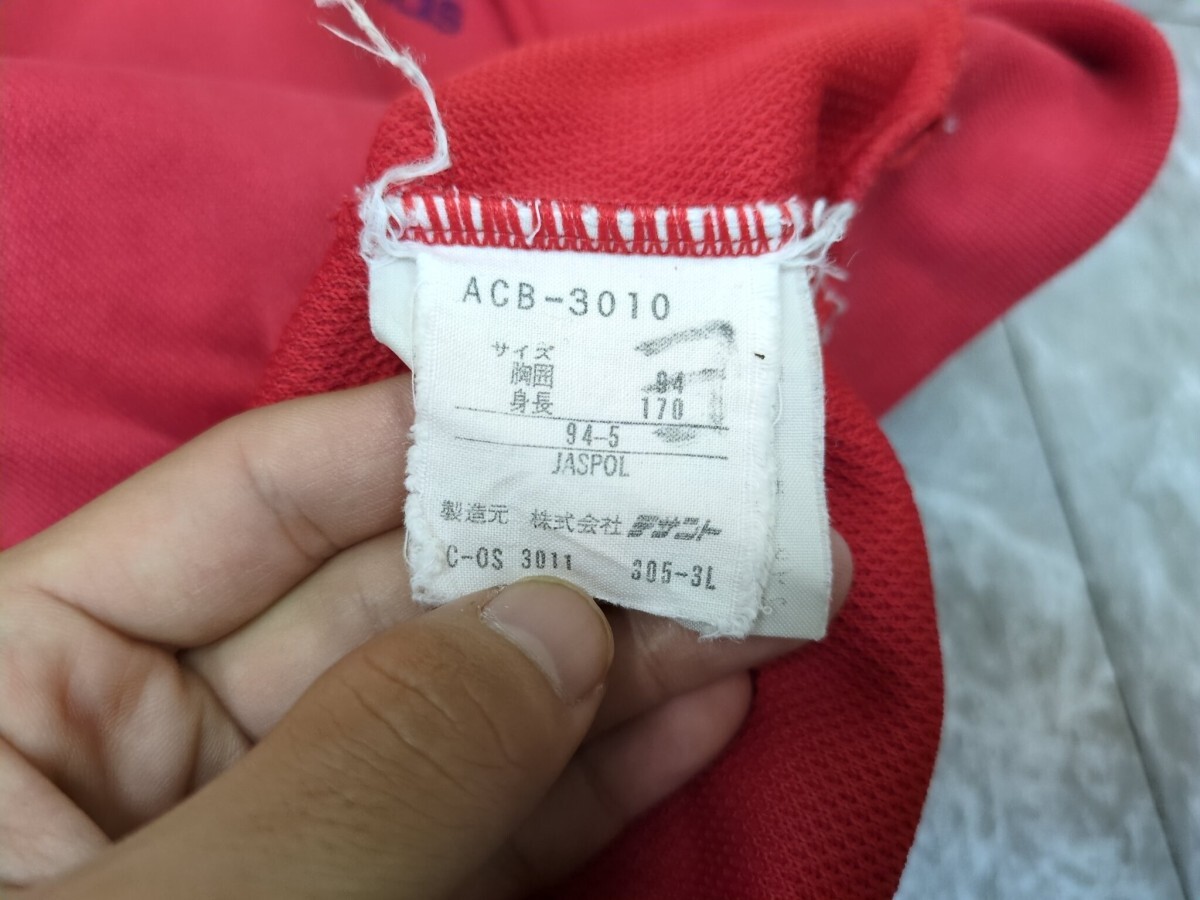 ACB-3010
サイズ
胸囲 94
身長 170
94-5
JASPOL
製造元 株式会社デサント
C-OS 3011 305-3L